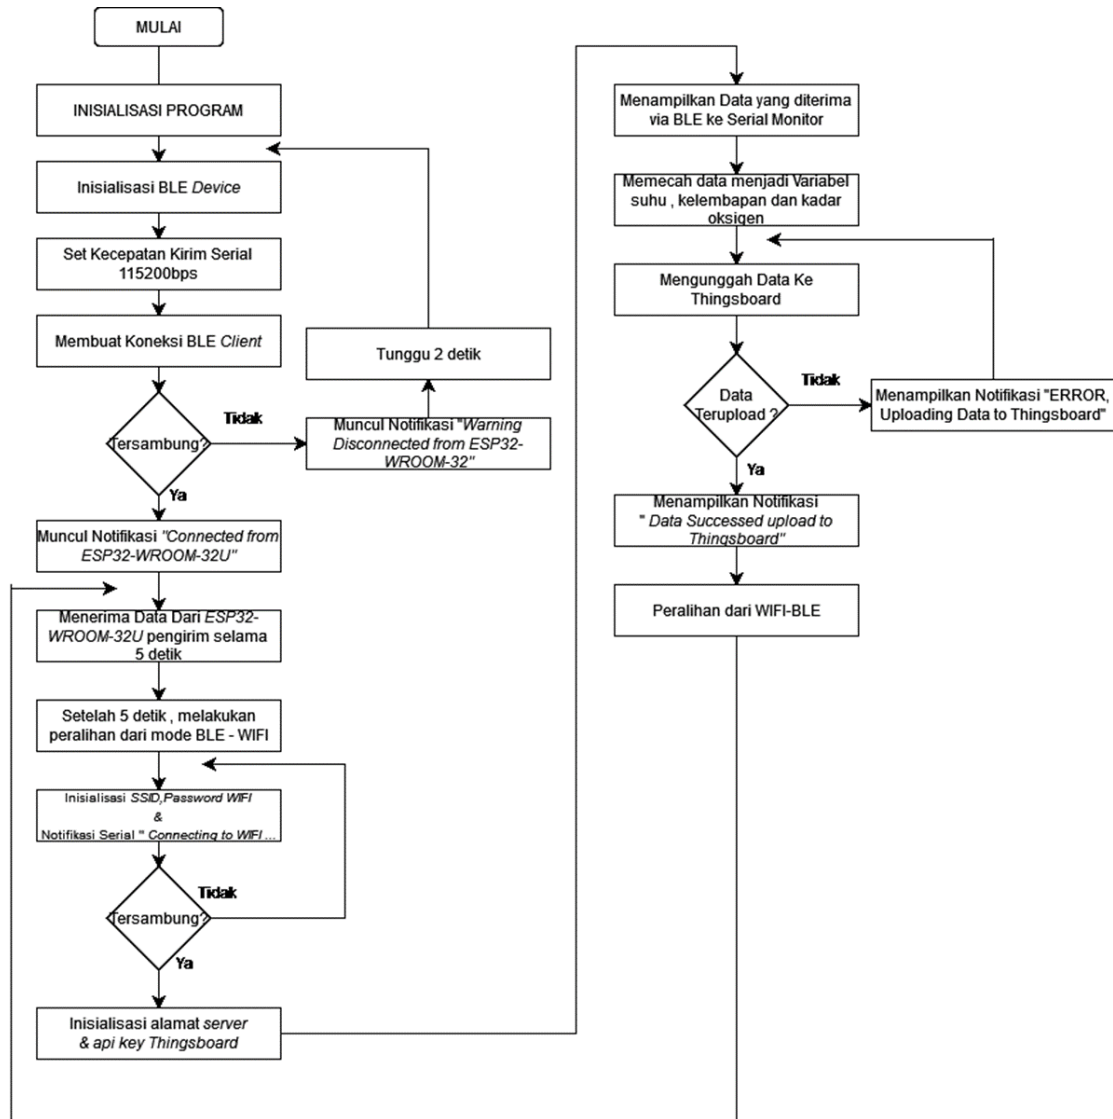 MULAI
INISIALISASI PROGRAM
Inisialisasi BLE Device
Set Kecepatan Kirim Serial
115200bps
Membuat Koneksi BLE Client
Tersambung?
Tidak
Muncul Notifikasi "Warning
Disconnected from ESP32-
WROOM-32"
Tunggu 2 detik
Ya
Muncul Notifikasi "Connected from
ESP32-WROOM-32U"
Menerima Data Dari ESP32-
WROOM-32U pengirim selama
5 detik
Setelah 5 detik , melakukan
peralihan dari mode BLE - WIFI
Inisialisasi SSID,Password WIFI
&
Notifikasi Serial " Connecting to WIFI ...
Tersambung?
Tidak
Ya
Inisialisasi alamat server
& api key Thingsboard
Menampilkan Data yang diterima
via BLE ke Serial Monitor
Memecah data menjadi Variabel
suhu , kelembapan dan kadar
oksigen
Mengunggah Data Ke
Thingsboard
Data
Terupload ?
Tidak
Menampilkan Notifikasi "ERROR,
Uploading Data to Thingsboard"
Ya
Menampilkan Notifikasi
" Data Successed upload to
Thingsboard"
Peralihan dari WIFI-BLE